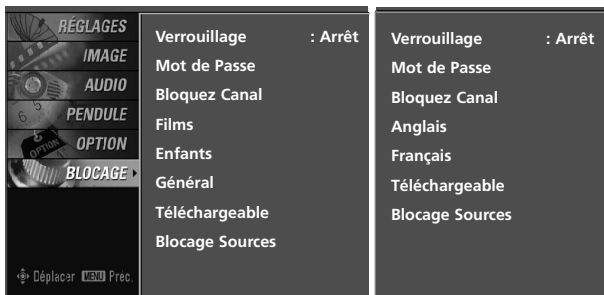 RÉGLAGES
IMAGE
AUDIO
PENDULE
OPTION
BLOCAGE
Déplacer MENU Préc.
Verrouillage : Arrêt
Mot de Passe
Bloquez Canal
Films
Enfants
Général
Téléchargeable
Blocage Sources
Verrouillage : Arrêt
Mot de Passe
Bloquez Canal
Anglais
Français
Téléchargeable
Blocage Sources